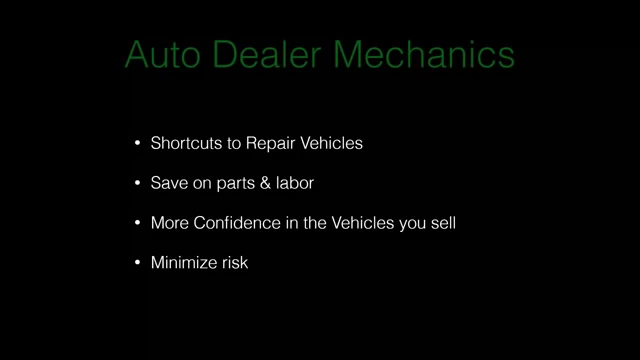 Auto Dealer Mechanics
• Shortcuts to Repair Vehicles
• Save on parts & labor
• More Confidence in the Vehicles you sell
• Minimize risk